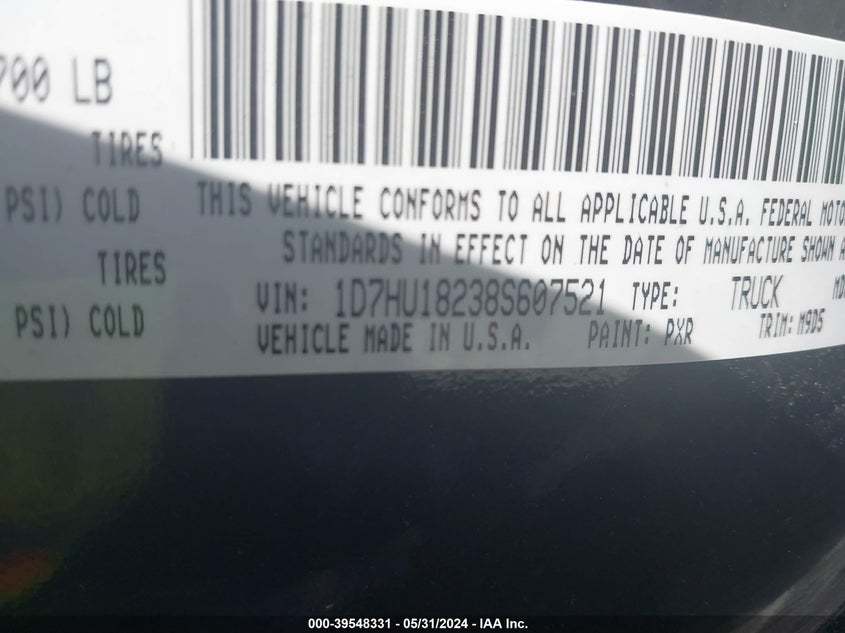 700 LB
TIRES
PSI) COLD
THIS VEHICLE CONFORMS TO ALL APPLICABLE U.S.A. FEDERAL MOTO
STANDARDS IN EFFECT ON THE DATE OF MANUFACTURE SHOWN A
TIRES
VIN: 1D7HU18238S607521 TYPE: TRUCK MD
PSI) COLD
VEHICLE MADE IN U.S.A. PAINT: PXR TRIM: M9D5
000-39548331 - 05/31/2024 - IAA Inc.